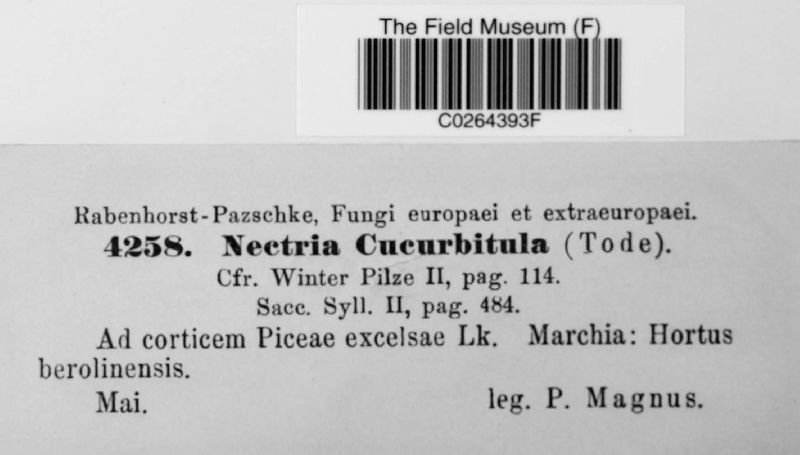 The Field Museum (F)
C0264393F
Rabenhorst-Pazschke, Fungi europaei et extraeuropaei.
4258. Nectria Cucurbitula (Tode).
Cfr. Winter Pilze II, pag. 114.
Sacc. Syll. II, pag. 484.
Ad corticem Piceae excelsae Lk. Marchia: Hortus
berolinensis.
Mai. leg. P. Magnus.